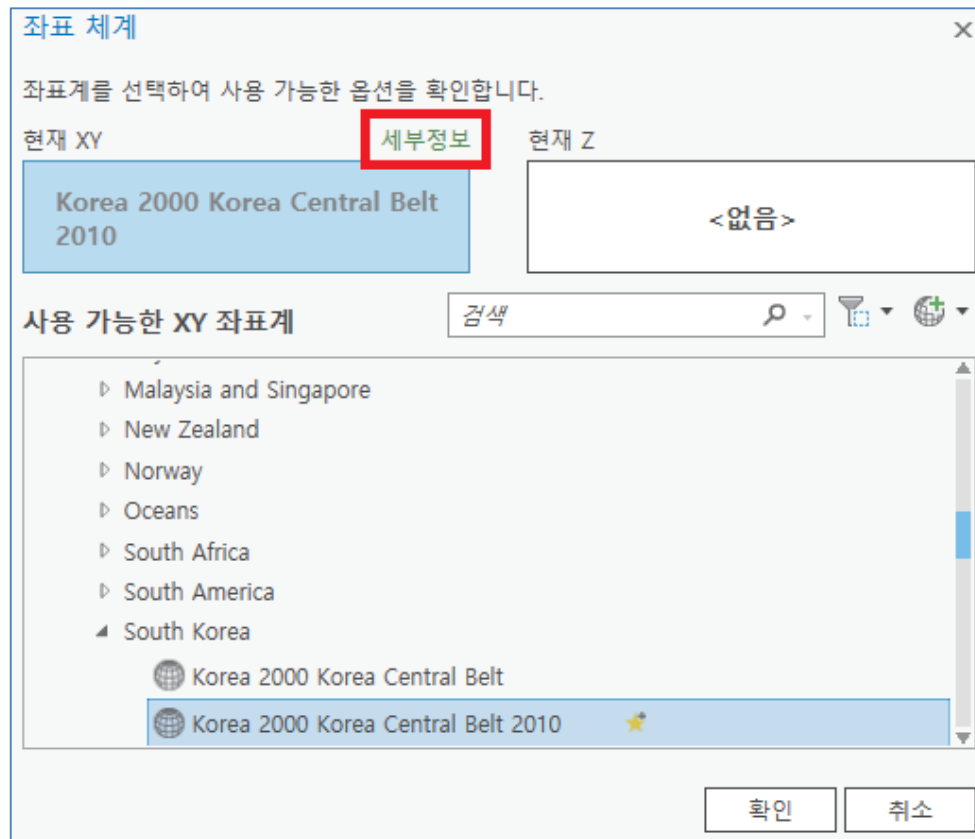 좌표 체계
좌표계를 선택하여 사용 가능한 옵션을 확인합니다.
현재 XY 세부정보 현재 Z
Korea 2000 Korea Central Belt
2010
<없음>
사용 가능한 XY 좌표계 검색
Malaysia and Singapore
New Zealand
Norway
Oceans
South Africa
South America
South Korea
Korea 2000 Korea Central Belt
Korea 2000 Korea Central Belt 2010
확인 취소